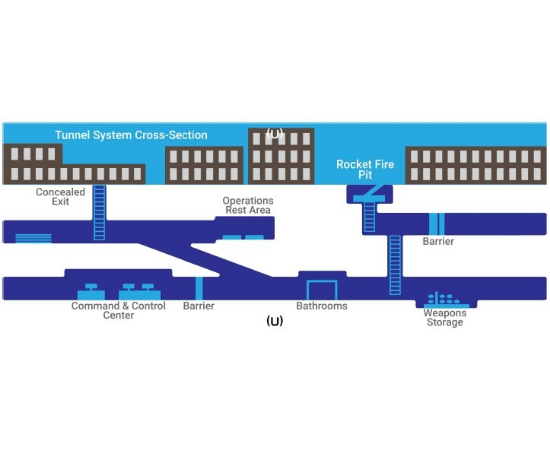 Tunnel System Cross-Section
(U)
Rocket Fire
Pit
Concealed
Exit
Operations
Rest Area
Barrier
Command & Control
Center
Barrier
Bathrooms
Weapons
Storage
(U)